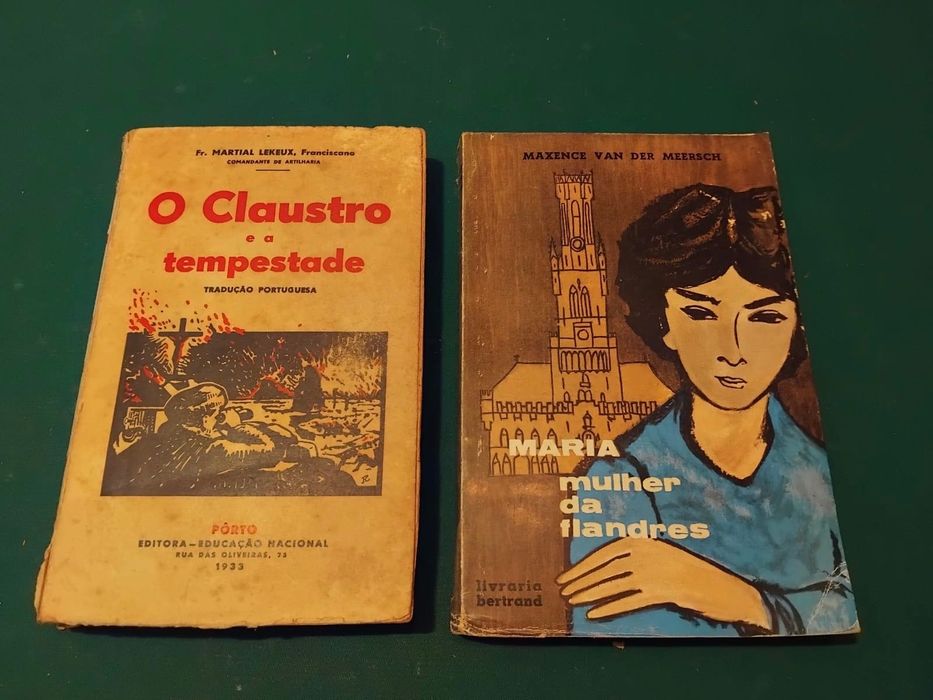 Fr. MARTIAL LEKEUX, Franciscano
COMANDANTE DE ARTILHARIA
O Claustro
e a
tempestade
TRADUÇÃO PORTUGUESA
PÔRTO
EDITORA—EDUCAÇÃO NACIONAL
RUA DAS OLIVEIRAS, 75
1933
MAXENCE VAN DER MEERSCH
MARIA
mulher
da
flandres
livraria
bertrand